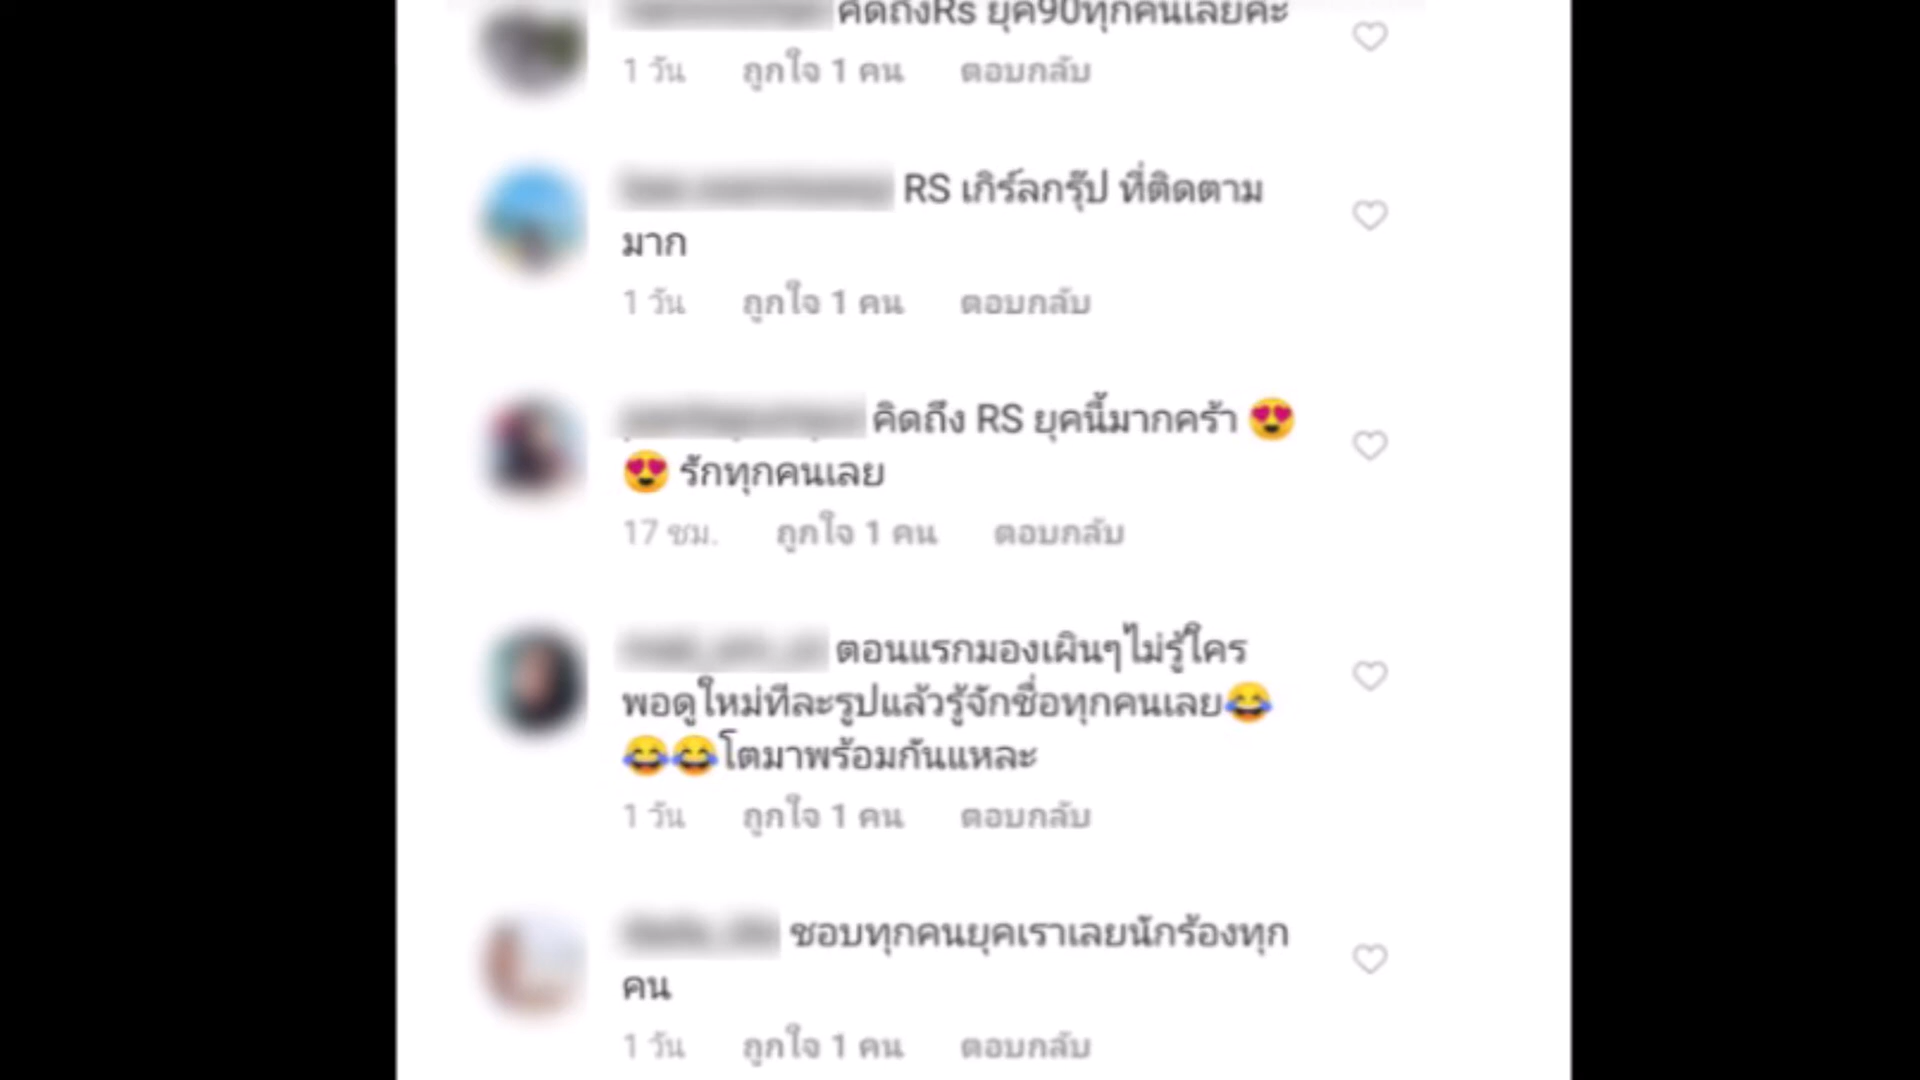 คิดถึงRs ยุค90ทุกคนเลยค่ะ
1 วัน ถูกใจ 1 คน ตอบกลับ
RS เกิร์ลกรุ๊ป ที่ติดตาม
มาก
1 วัน ถูกใจ 1 คน ตอบกลับ
คิดถึง RS ยุคนี้มากคร้า 😍
😍 รักทุกคนเลย
17 ชม. ถูกใจ 1 คน ตอบกลับ
ตอนแรกมองเผินๆไม่รู้ใคร
พอดูใหม่ทีละรูปแล้วรู้จักชื่อทุกคนเลย😂
😂😂โตมาพร้อมกันแหละ
1 วัน ถูกใจ 1 คน ตอบกลับ
ชอบทุกคนยุคเราเลยนักร้องทุก
คน
1 วัน ถูกใจ 1 คน ตอบกลับ